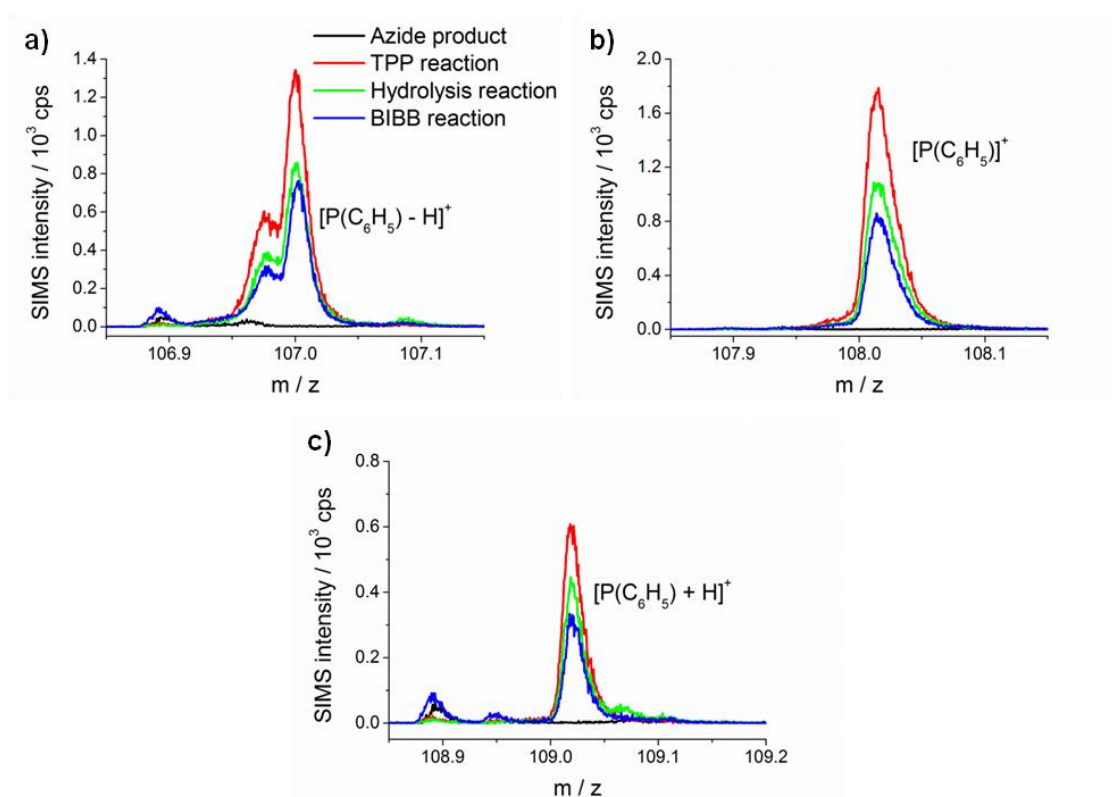 a)
Azide product
TPP reaction
Hydrolysis reaction
BIBB reaction
1.4
1.2
1.0
0.8
0.6
0.4
0.2
0.0
SIMS intensity / 10³ cps
[P(C₆H₅) - H]⁺
106.9
107.0
107.1
m / z
b)
2.0
1.6
1.2
0.8
0.4
0.0
SIMS intensity / 10³ cps
[P(C₆H₅)]⁺
107.9
108.0
108.1
m / z
c)
0.8
0.6
0.4
0.2
0.0
SIMS intensity / 10³ cps
[P(C₆H₅) + H]⁺
108.9
109.0
109.1
109.2
m / z